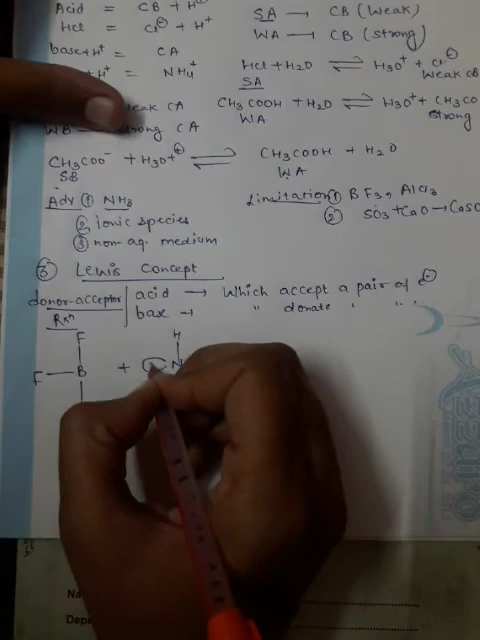 Acid = CB + H⊕
HCl = Cl⊖ + H⁺
base + H⁺ = CA
+ H⁺ = NH₄⁺
CA
WB strong CA
SA → CB (Weak)
WA → CB (strong)
HCl + H₂O ⇌ H₃O⁺ + Cl⊖
SA Weak CB
CH₃COOH + H₂O ⇌ H₃O⁺ + CH₃CO
WA Strong
CH₃COO⁻ + H₃O⊕ ⇌ CH₃COOH + H₂O
SB WA
Adv ① NH₃
② ionic species
③ non aq. medium
Limitation ① BF₃, AlCl₃
② SO₃ + CaO → CaSO
③ Lewis Concept
donor-acceptor
Rxn
acid → Which accept a pair of e⊖
base → " donate " " "
F
F — B + N
H